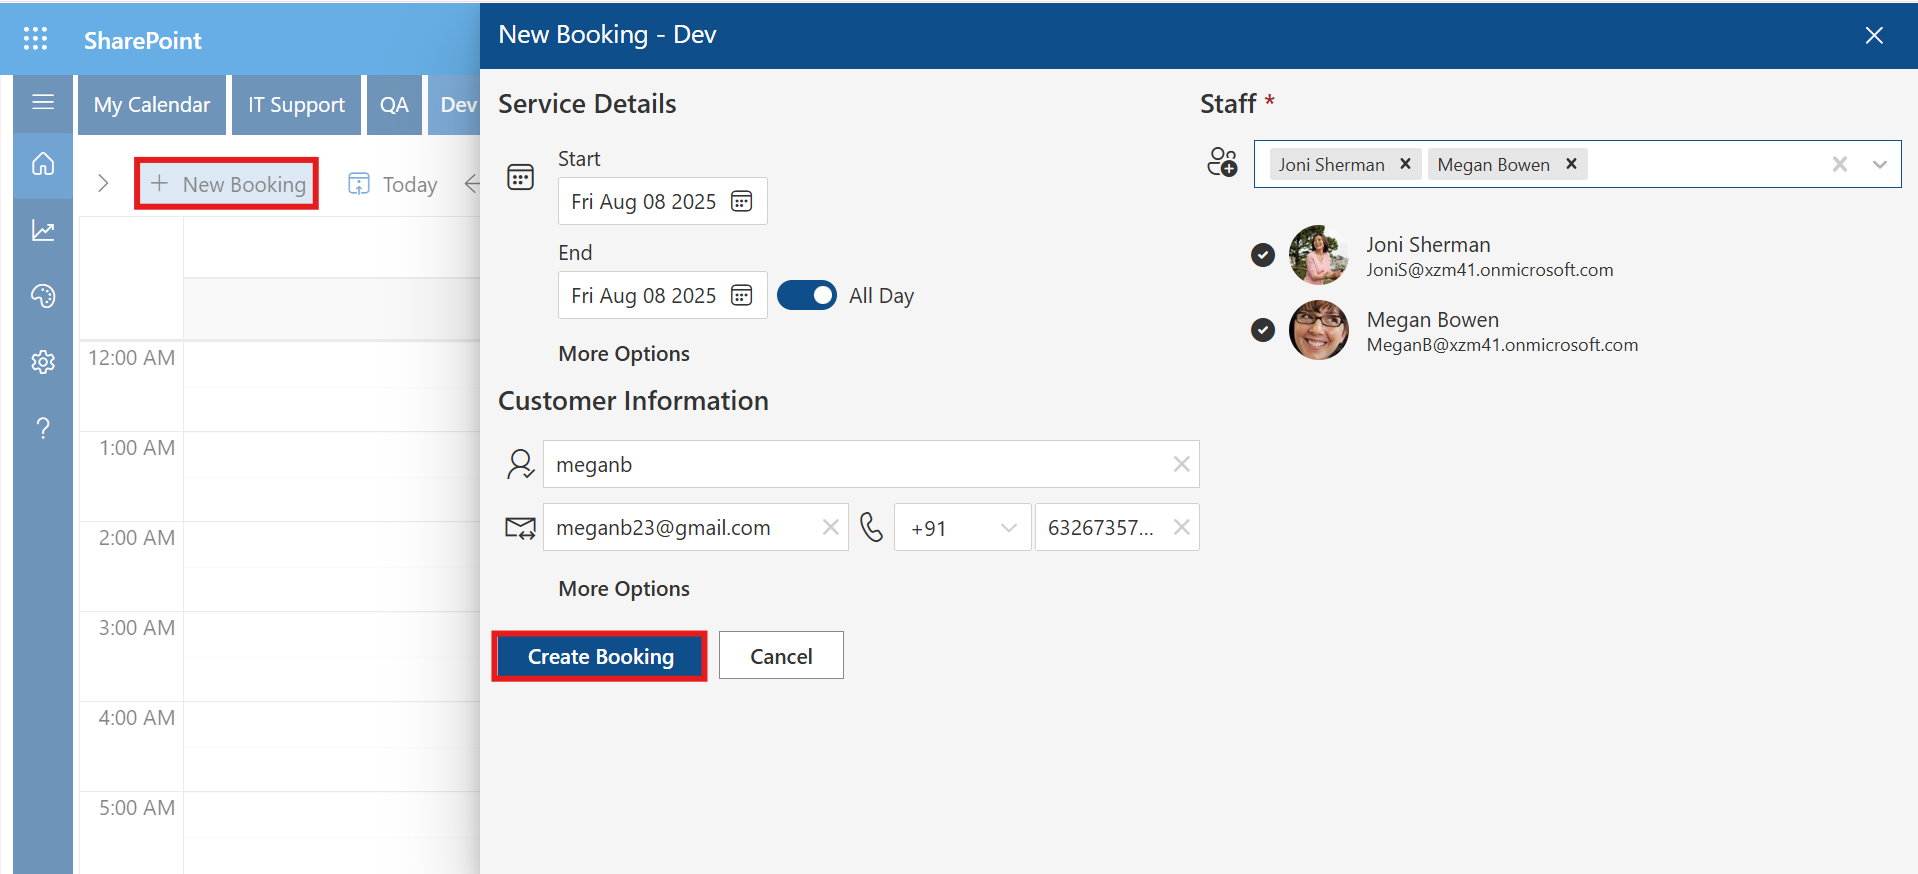 SharePoint
My Calendar
IT Support
QA
Dev
New Booking
Today
12:00 AM
1:00 AM
2:00 AM
3:00 AM
4:00 AM
5:00 AM
New Booking - Dev
Service Details
Start
Fri Aug 08 2025
End
Fri Aug 08 2025
All Day
More Options
Customer Information
meganb
meganb23@gmail.com
+91
63267357...
More Options
Create Booking
Cancel
Staff *
Joni Sherman
Megan Bowen
Joni Sherman
JoniS@xzm41.onmicrosoft.com
Megan Bowen
MeganB@xzm41.onmicrosoft.com